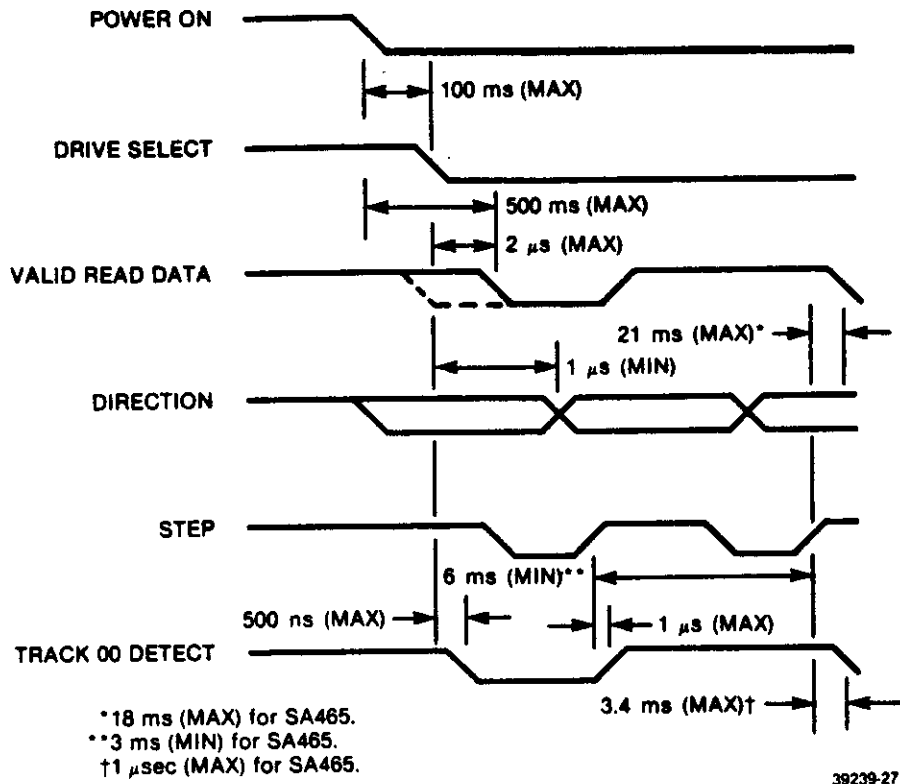 POWER ON
100 ms (MAX)
DRIVE SELECT
500 ms (MAX)
2 μs (MAX)
VALID READ DATA
21 ms (MAX)*
1 μs (MIN)
DIRECTION
STEP
6 ms (MIN)**
500 ns (MAX)
1 μs (MAX)
TRACK 00 DETECT
3.4 ms (MAX)†
*18 ms (MAX) for SA465.
**3 ms (MIN) for SA465.
†1 μsec (MAX) for SA465.
39239-27